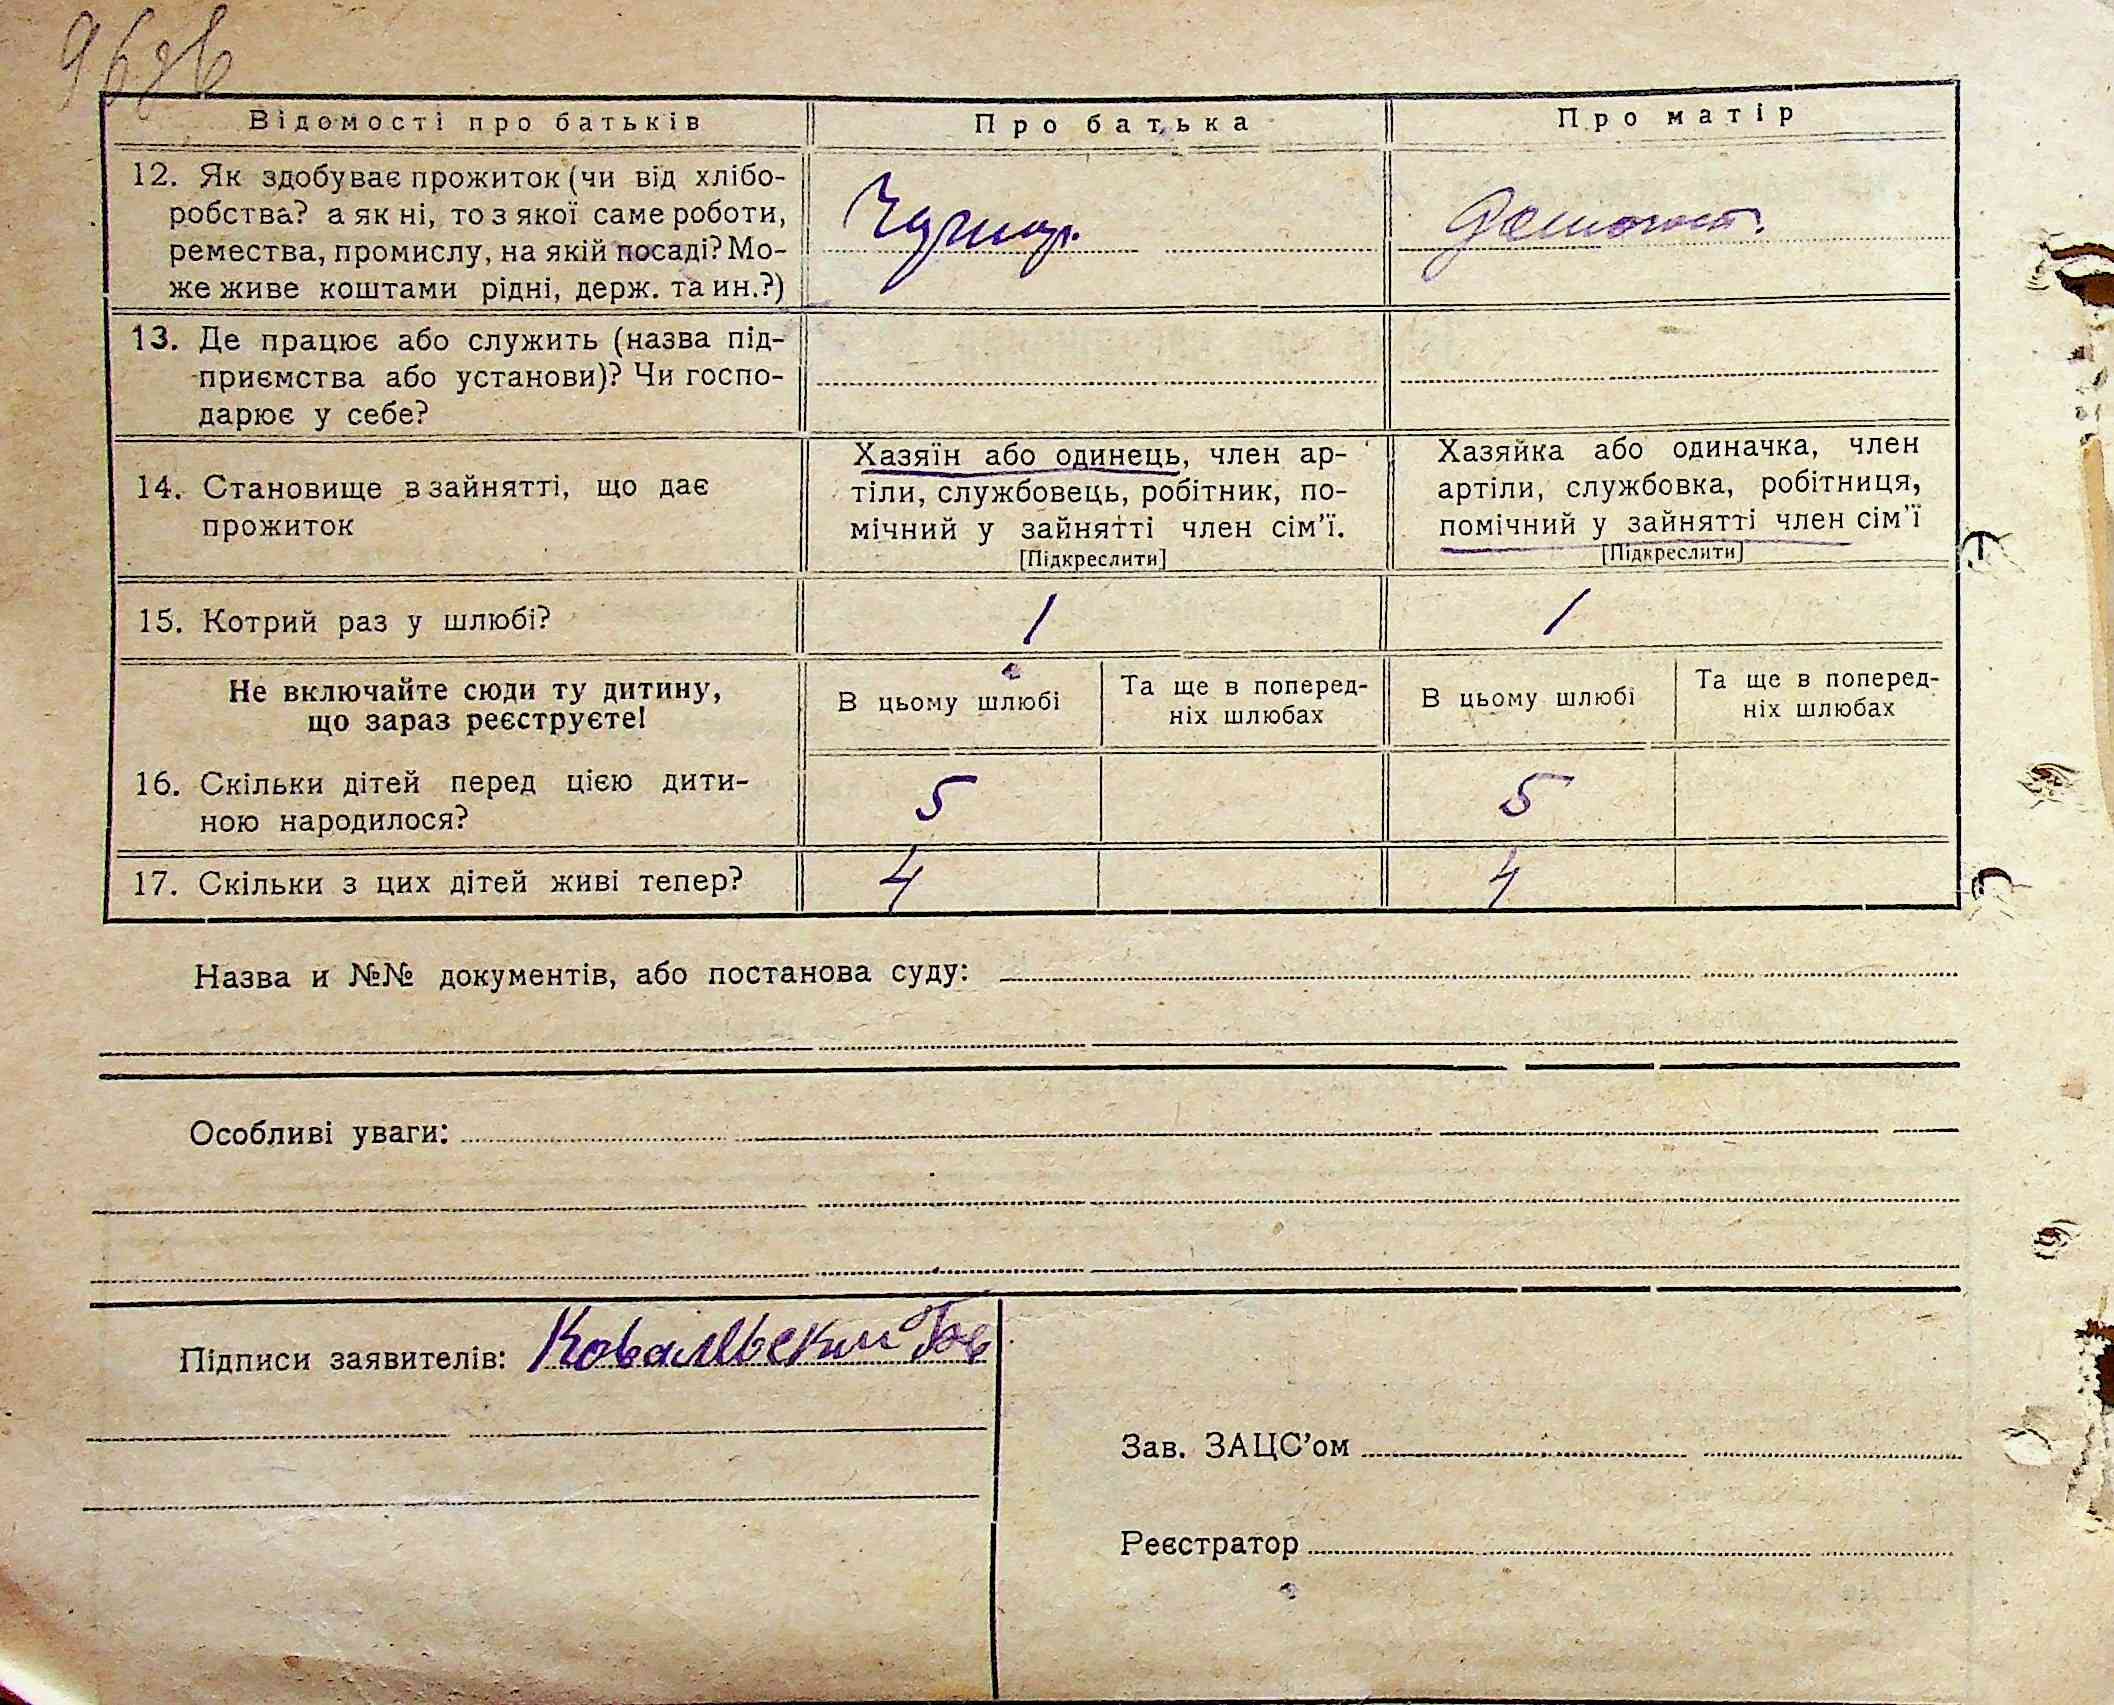 Відомості про батьків
Про батька
Про матір
12. Як здобуває прожиток (чи від хлібо-
робства? а як ні, то з якої саме роботи,
ремества, промислу, на якій посаді? Мо-
же живе коштами рідні, держ. та ин.?)
13. Де працює або служить (назва під-
приємства або установи)? Чи госпо-
дарює у себе?
14. Становище в зайнятті, що дає
прожиток
Хазяїн або одинець, член ар-
тіли, службовець, робітник, по-
мічний у зайнятті член сім’ї.
[Підкреслити]
Хазяйка або одиначка, член
артіли, службовка, робітниця,
помічний у зайнятті член сім’ї
[Підкреслити]
15. Котрий раз у шлюбі?
1
1
Не включайте сюди ту дитину,
що зараз реєструєте!
В цьому шлюбі
Та ще в поперед-
ніх шлюбах
В цьому шлюбі
Та ще в поперед-
ніх шлюбах
16. Скільки дітей перед цією дити-
ною народилося?
5
5
17. Скільки з цих дітей живі тепер?
4
4
Назва и №№ документів, або постанова суду:
Особливі уваги:
Підписи заявителів: Ковальский
Зав. ЗАЦС’ом
Реєстратор